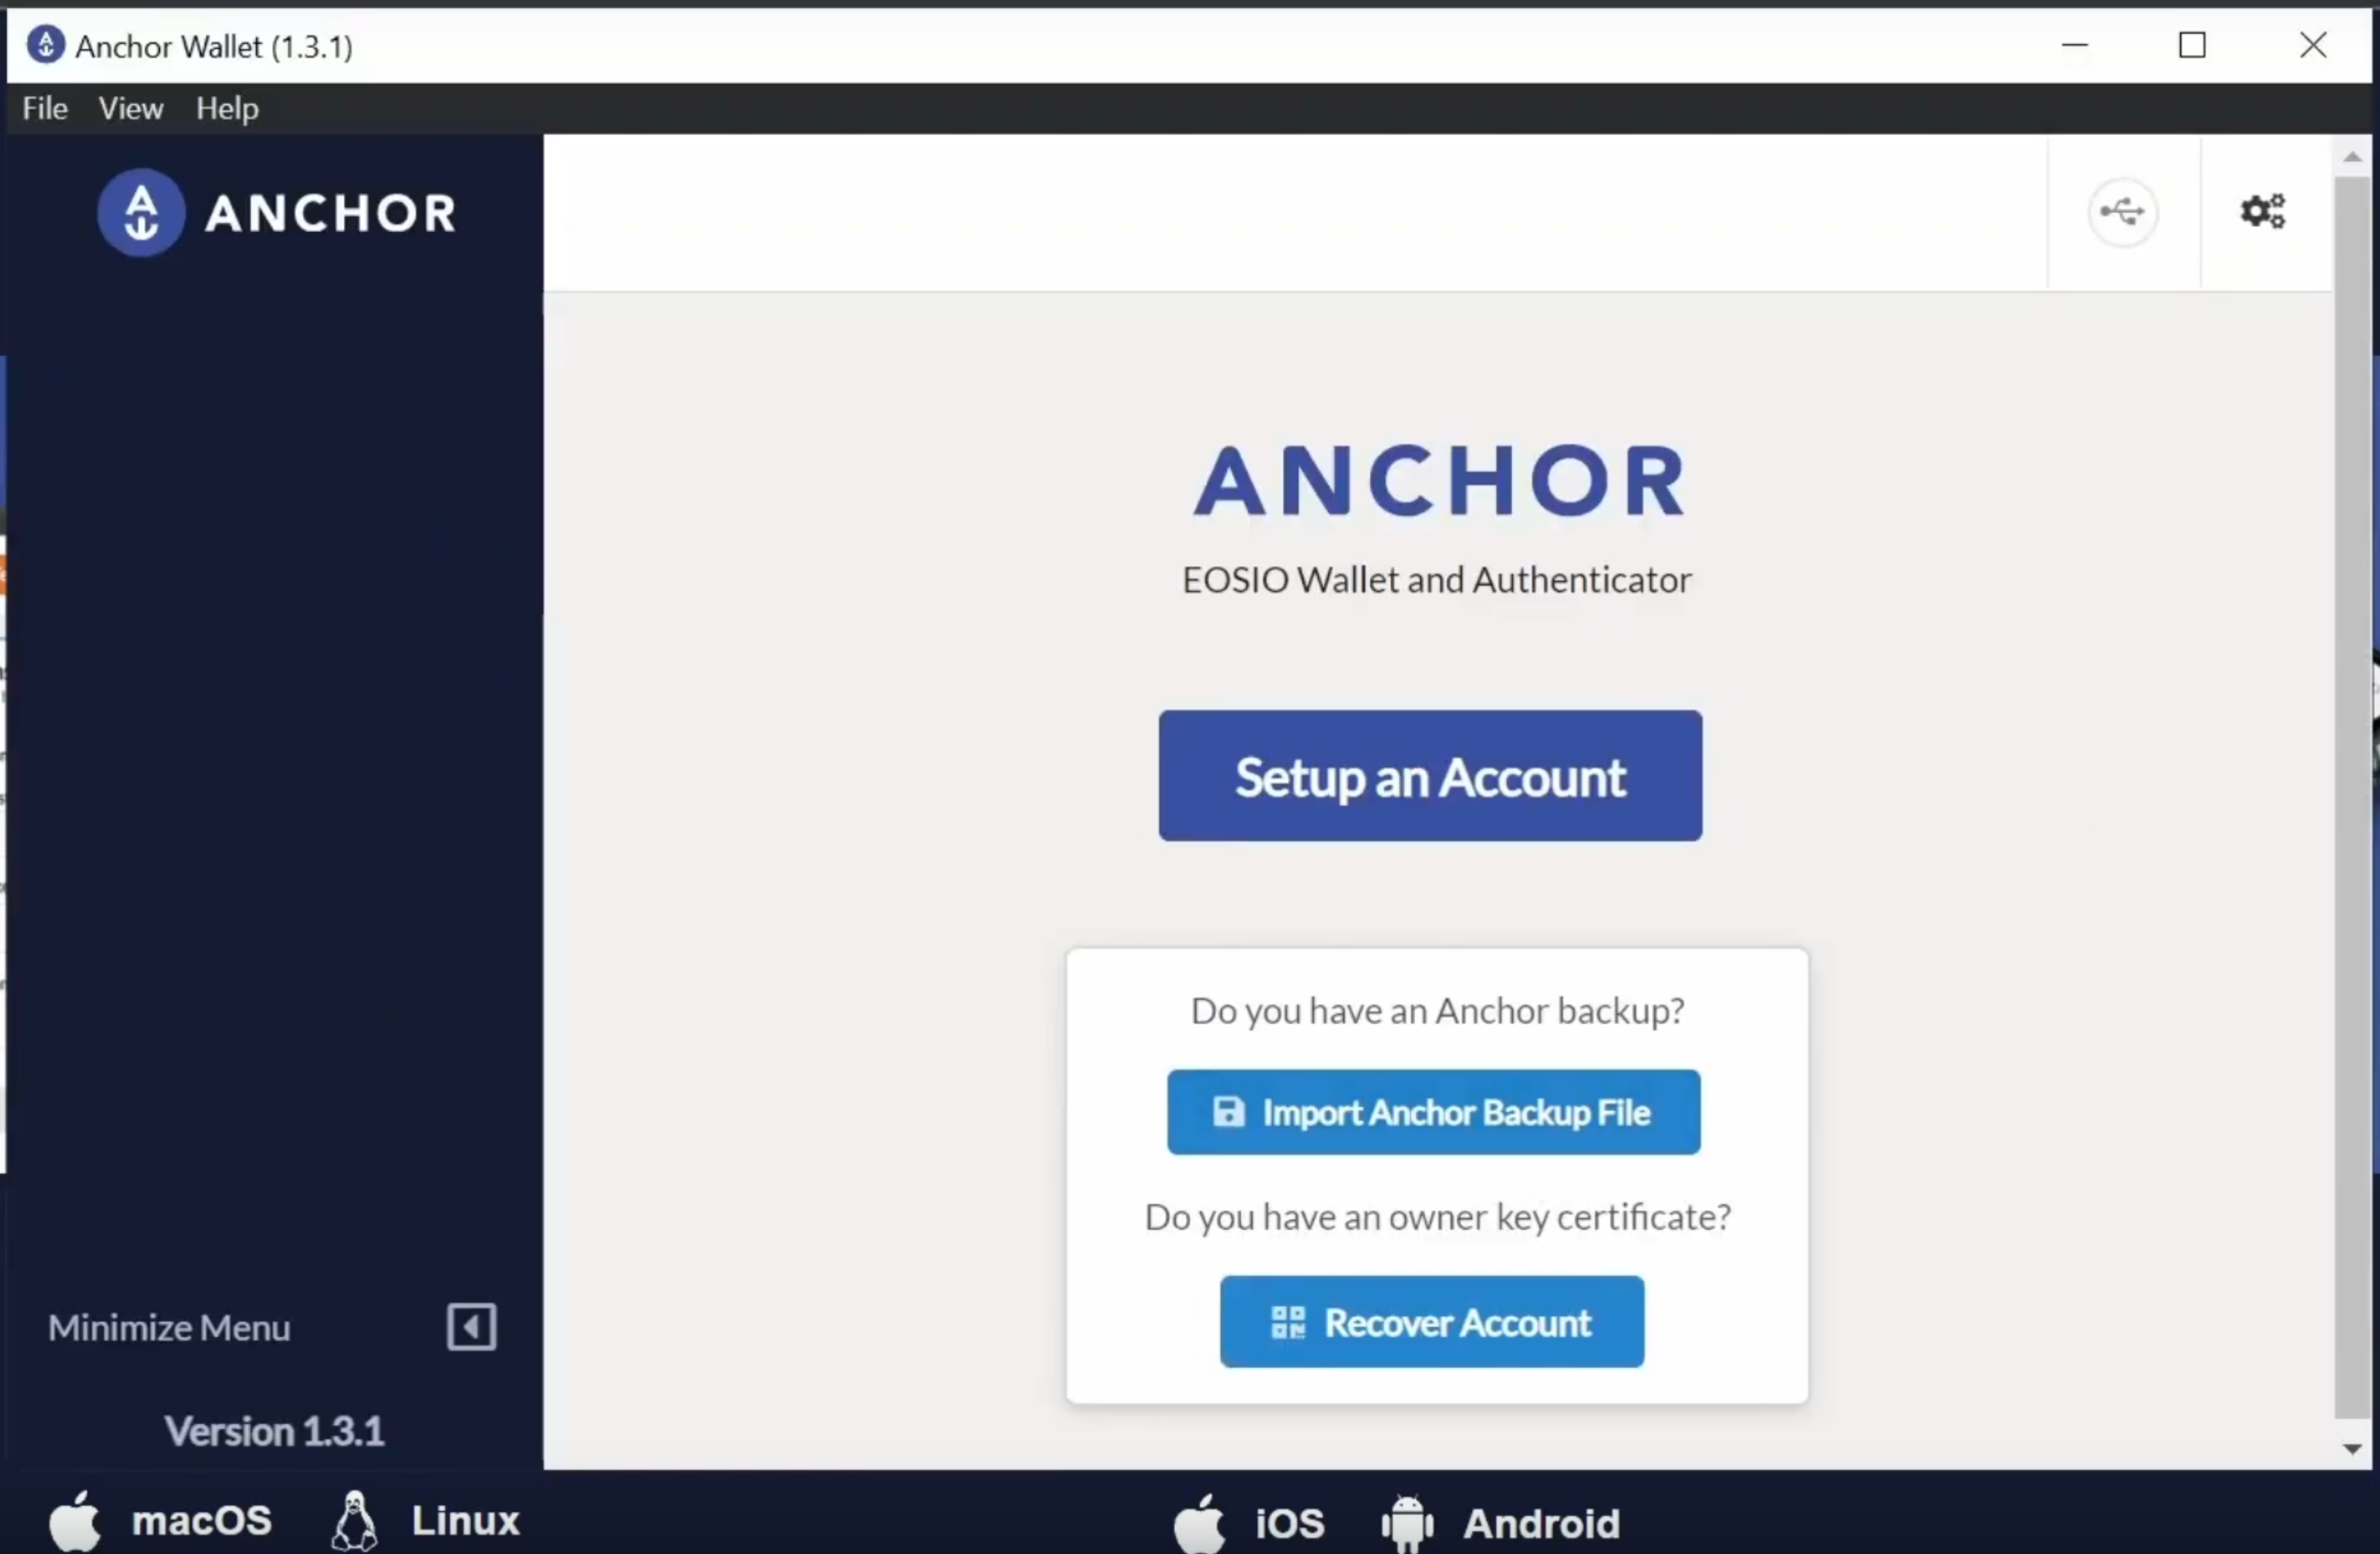 Anchor Wallet (1.3.1)
File View Help
ANCHOR
ANCHOR
EOSIO Wallet and Authenticator
Setup an Account
Do you have an Anchor backup?
Import Anchor Backup File
Do you have an owner key certificate?
Recover Account
Minimize Menu
Version 1.3.1
macOS Linux iOS Android